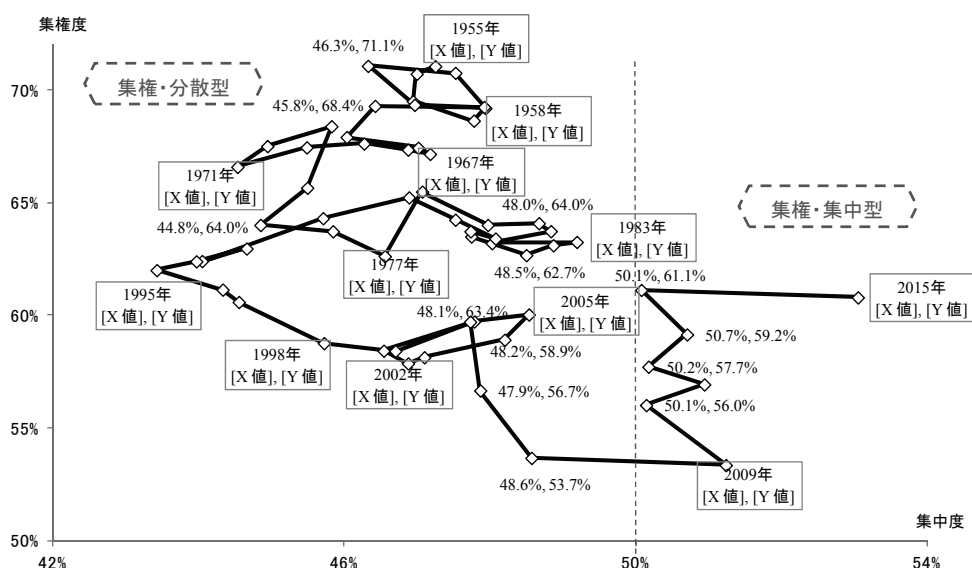 集権度
1955年
[X 値], [Y 値]
46.3%, 71.1%
集権・分散型
70%
45.8%, 68.4%
1958年
[X 値], [Y 値]
1971年
[X 値], [Y 値]
1967年
[X 値], [Y 値]
65%
48.0%, 64.0%
集権・集中型
44.8%, 64.0%
1983年
[X 値], [Y 値]
1977年
[X 値], [Y 値]
48.5%, 62.7%
50.1%, 61.1%
1995年
[X 値], [Y 値]
48.1%, 63.4%
2005年
[X 値], [Y 値]
2015年
[X 値], [Y 値]
60%
50.7%, 59.2%
1998年
[X 値], [Y 値]
48.2%, 58.9%
2002年
[X 値], [Y 値]
50.2%, 57.7%
47.9%, 56.7%
50.1%, 56.0%
55%
48.6%, 53.7%
2009年
[X 値], [Y 値]
集中度
50%
42%
46%
50%
54%